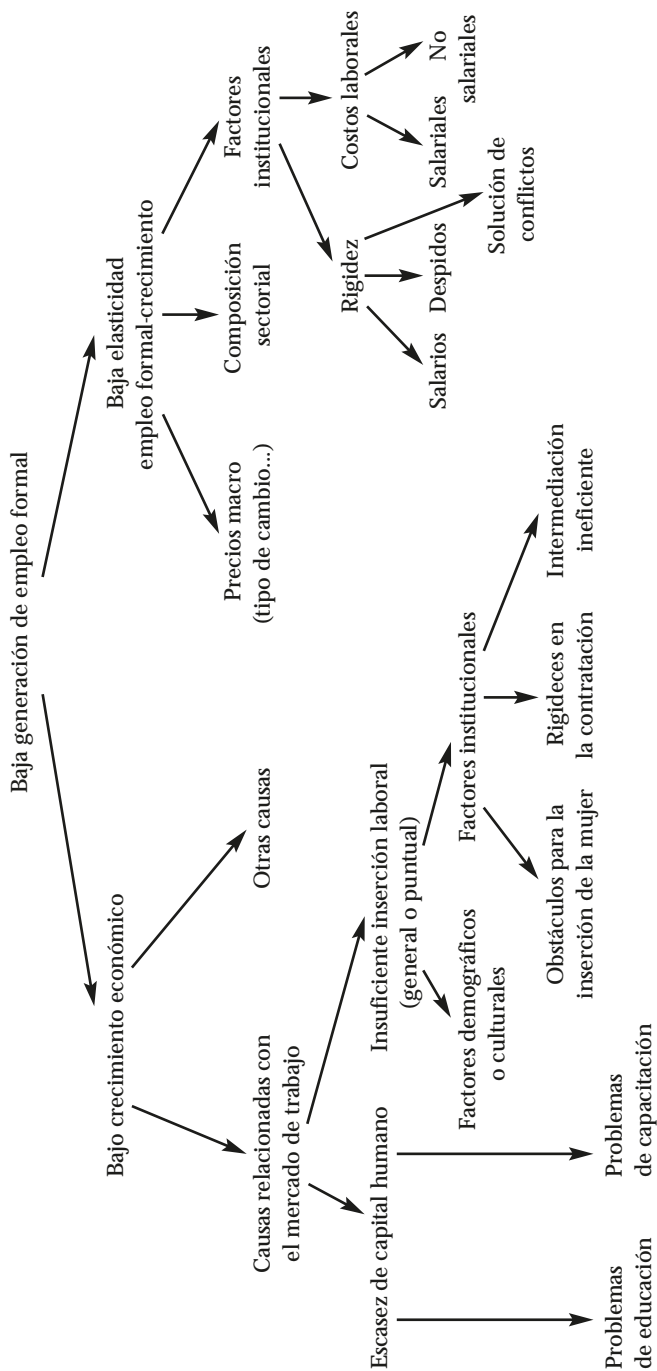 Baja generación de empleo formal
Bajo crecimiento económico
Baja elasticidad
empleo formal-crecimiento
Causas relacionadas con
el mercado de trabajo
Otras causas
Precios macro
(tipo de cambio...)
Composición
sectorial
Factores
institucionales
Escasez de capital humano
Insuficiente inserción laboral
(general o puntual)
Rigidez
Costos laborales
Factores demográficos
o culturales
Factores institucionales
Salarios
Despidos
Solución de
conflictos
Salariales
No
salariales
Obstáculos para la
inserción de la mujer
Rigideces en
la contratación
Intermediación
ineficiente
Problemas
de educación
Problemas
de capacitación